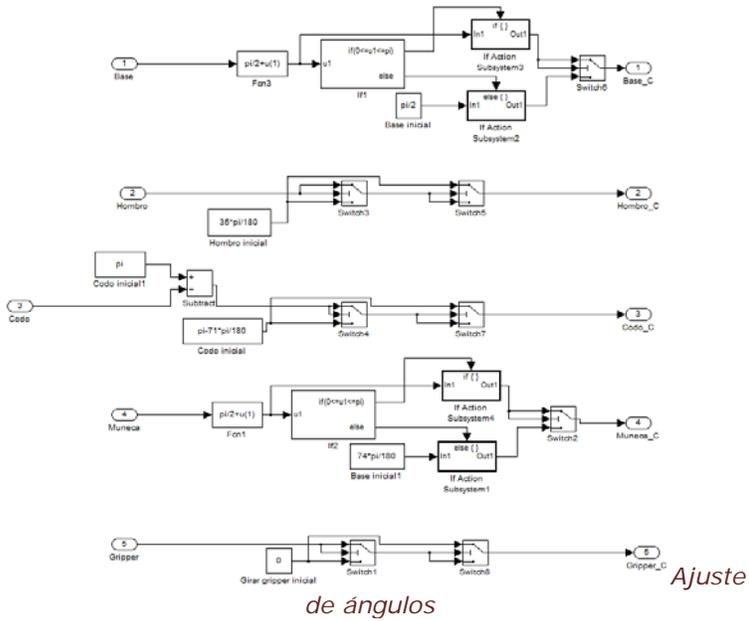 1
Base
pi/2+u(1)
Fcn3
u1
if(0<=u1<=pi)
else
If1
pi/2
Base inicial
In1
if { }
Out1
If Action
Subsystem3
In1
else { }
Out1
If Action
Subsystem2
Switch6
1
Base_C
2
Hombro
35*pi/180
Hombro inicial
Switch3
Switch5
2
Hombro_C
pi
Codo inicial1
3
Codo
+
−
Subtract
pi-71*pi/180
Codo inicial
Switch4
Switch7
3
Codo_C
4
Muneca
pi/2+u(1)
Fcn1
u1
if(0<=u1<=pi)
else
If2
74*pi/180
Base inicial1
In1
if { }
Out1
If Action
Subsystem4
In1
else { }
Out1
If Action
Subsystem1
Switch2
4
Muneca_C
5
Gripper
0
Girar gripper inicial
Switch1
Switch8
5
Gripper_C
Ajuste
de ángulos